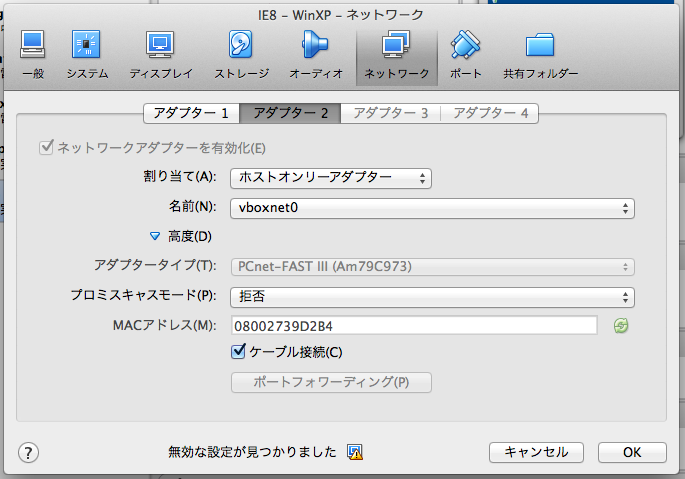 IE8 – WinXP – ネットワーク
一般 システム ディスプレイ ストレージ オーディオ ネットワーク ポート 共有フォルダー
アダプター 1 アダプター 2 アダプター 3 アダプター 4
ネットワークアダプターを有効化(E)
割り当て(A): ホストオンリーアダプター
名前(N): vboxnet0
高度(D)
アダプタータイプ(T): PCnet-FAST III (Am79C973)
プロミスキャスモード(P): 拒否
MACアドレス(M): 08002739D2B4
ケーブル接続(C)
ポートフォワーディング(P)
? 無効な設定が見つかりました キャンセル OK